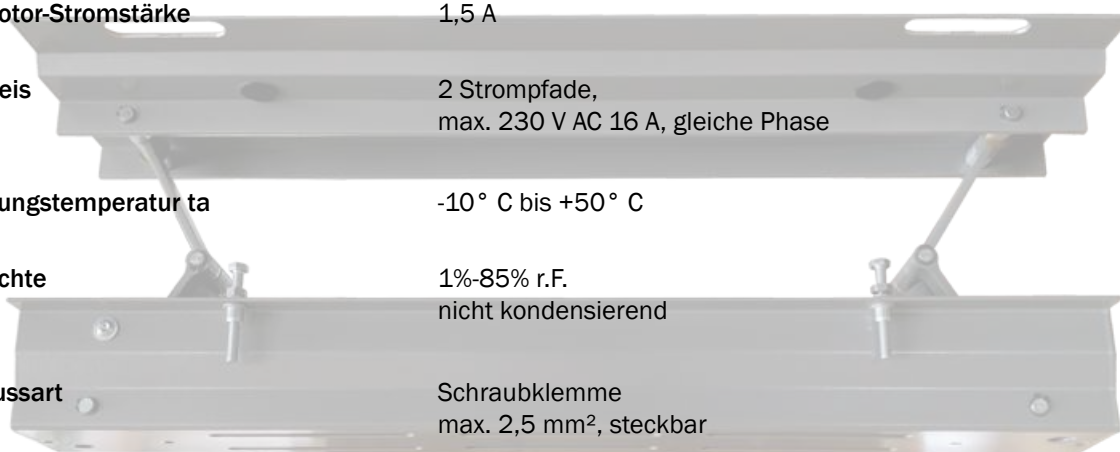 otor-Stromstärke 1,5 A
eis 2 Strompfade,
max. 230 V AC 16 A, gleiche Phase
ungstemperatur ta -10° C bis +50° C
chte 1%-85% r.F.
nicht kondensierend
ussart Schraubklemme
max. 2,5 mm², steckbar